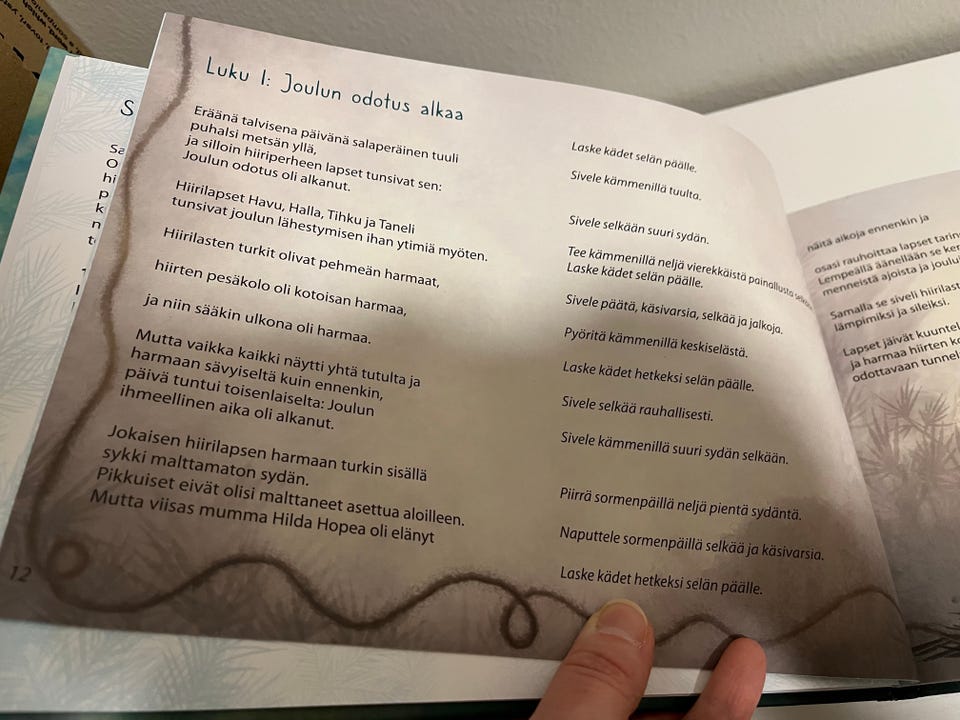 Luku 1: Joulun odotus alkaa
Eräänä talvisena päivänä salaperäinen tuuli
puhalsi metsän yllä,
ja silloin hiiriperheen lapset tunsivat sen:
Joulun odotus oli alkanut.
Hiirilapset Havu, Halla, Tihku ja Taneli
tunsivat joulun lähestymisen ihan ytimiä myöten.
Hiirilasten turkit olivat pehmeän harmaat,
hiirten pesäkolo oli kotoisan harmaa,
ja niin sääkin ulkona oli harmaa.
Mutta vaikka kaikki näytti yhtä tutulta ja
harmaan sävyiseltä kuin ennenkin,
päivä tuntui toisenlaiselta: Joulun
ihmeellinen aika oli alkanut.
Jokaisen hiirilapsen harmaan turkin sisällä
sykki malttamaton sydän.
Pikkuiset eivät olisi malttaneet asettua aloilleen.
Mutta viisas mumma Hilda Hopea oli elänyt
12
Laske kädet selän päälle.
Sivele kämmenillä tuulta.
Sivele selkään suuri sydän.
Tee kämmenillä neljä vierekkäistä painallusta
Laske kädet selän päälle.
Sivele päätä, käsivarsia, selkää ja jalkoja.
Pyöritä kämmenillä keskiselästä.
Laske kädet hetkeksi selän päälle.
Sivele selkää rauhallisesti.
Sivele kämmenillä suuri sydän selkään.
Piirrä sormenpäillä neljä pientä sydäntä.
Naputtele sormenpäillä selkää ja käsivarsia.
Laske kädet hetkeksi selän päälle.
näitä aikoja ennenkin ja
osasi rauhoittaa lapset
Lempeällä äänellään se
menneistä ajoista ja
Samalla se siveli
lämpimiksi ja sileiksi.
Lapset jäivät
ja harmaa hiirten
odottavaan